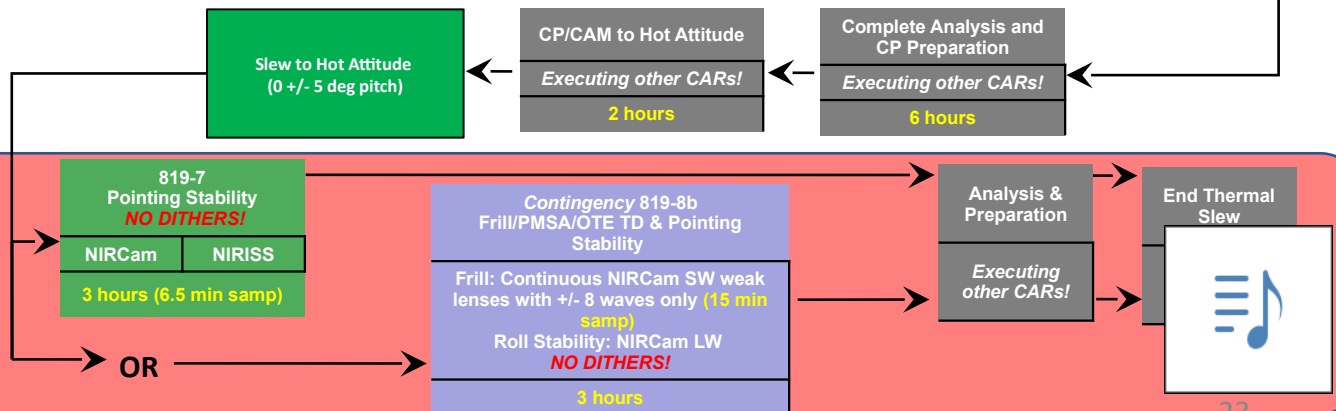 Slew to Hot Attitude
(0 +/- 5 deg pitch)
CP/CAM to Hot Attitude
Executing other CARs!
2 hours
Complete Analysis and
CP Preparation
Executing other CARs!
6 hours
819-7
Pointing Stability
NO DITHERS!
NIRCam
NIRISS
3 hours (6.5 min samp)
OR
Contingency 819-8b
Frill/PMSA/OTE TD & Pointing
Stability
Frill: Continuous NIRCam SW weak
lenses with +/- 8 waves only (15 min
samp)
Roll Stability: NIRCam LW
NO DITHERS!
3 hours
Analysis &
Preparation
Executing
other CARs!
End Thermal
Slew